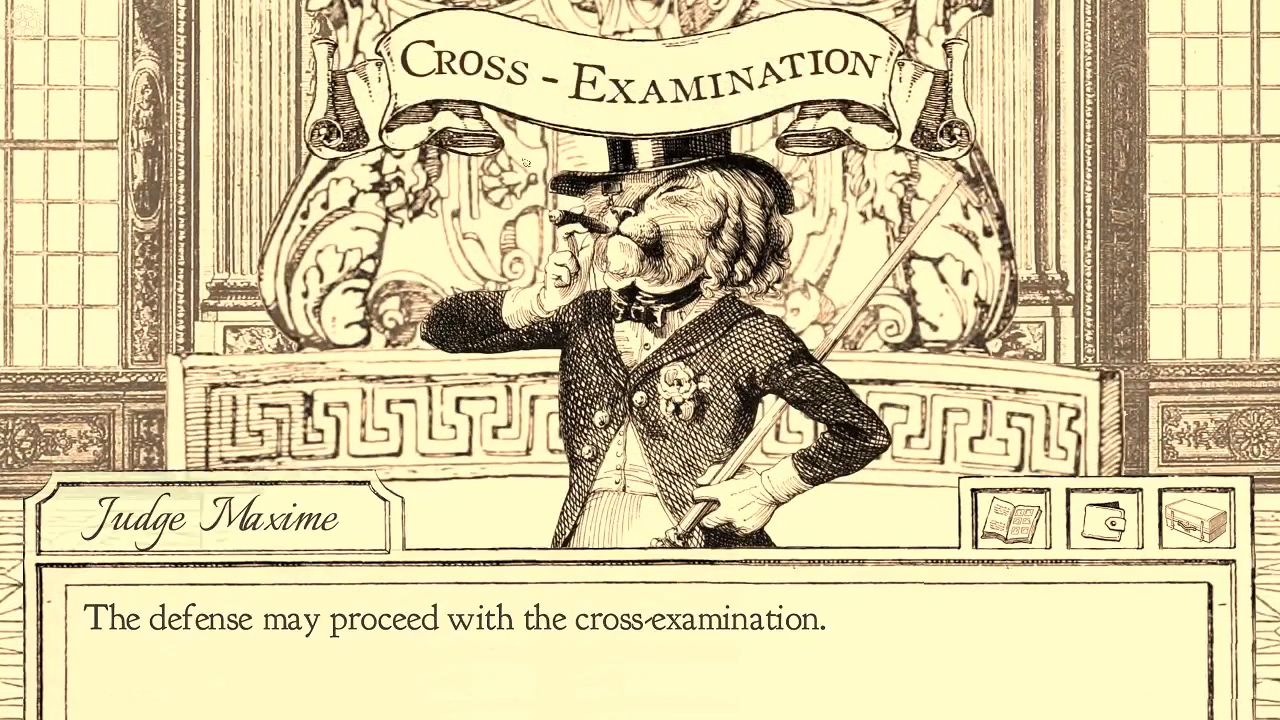 Cross - Examination
Judge Maxime
The defense may proceed with the cross-examination.